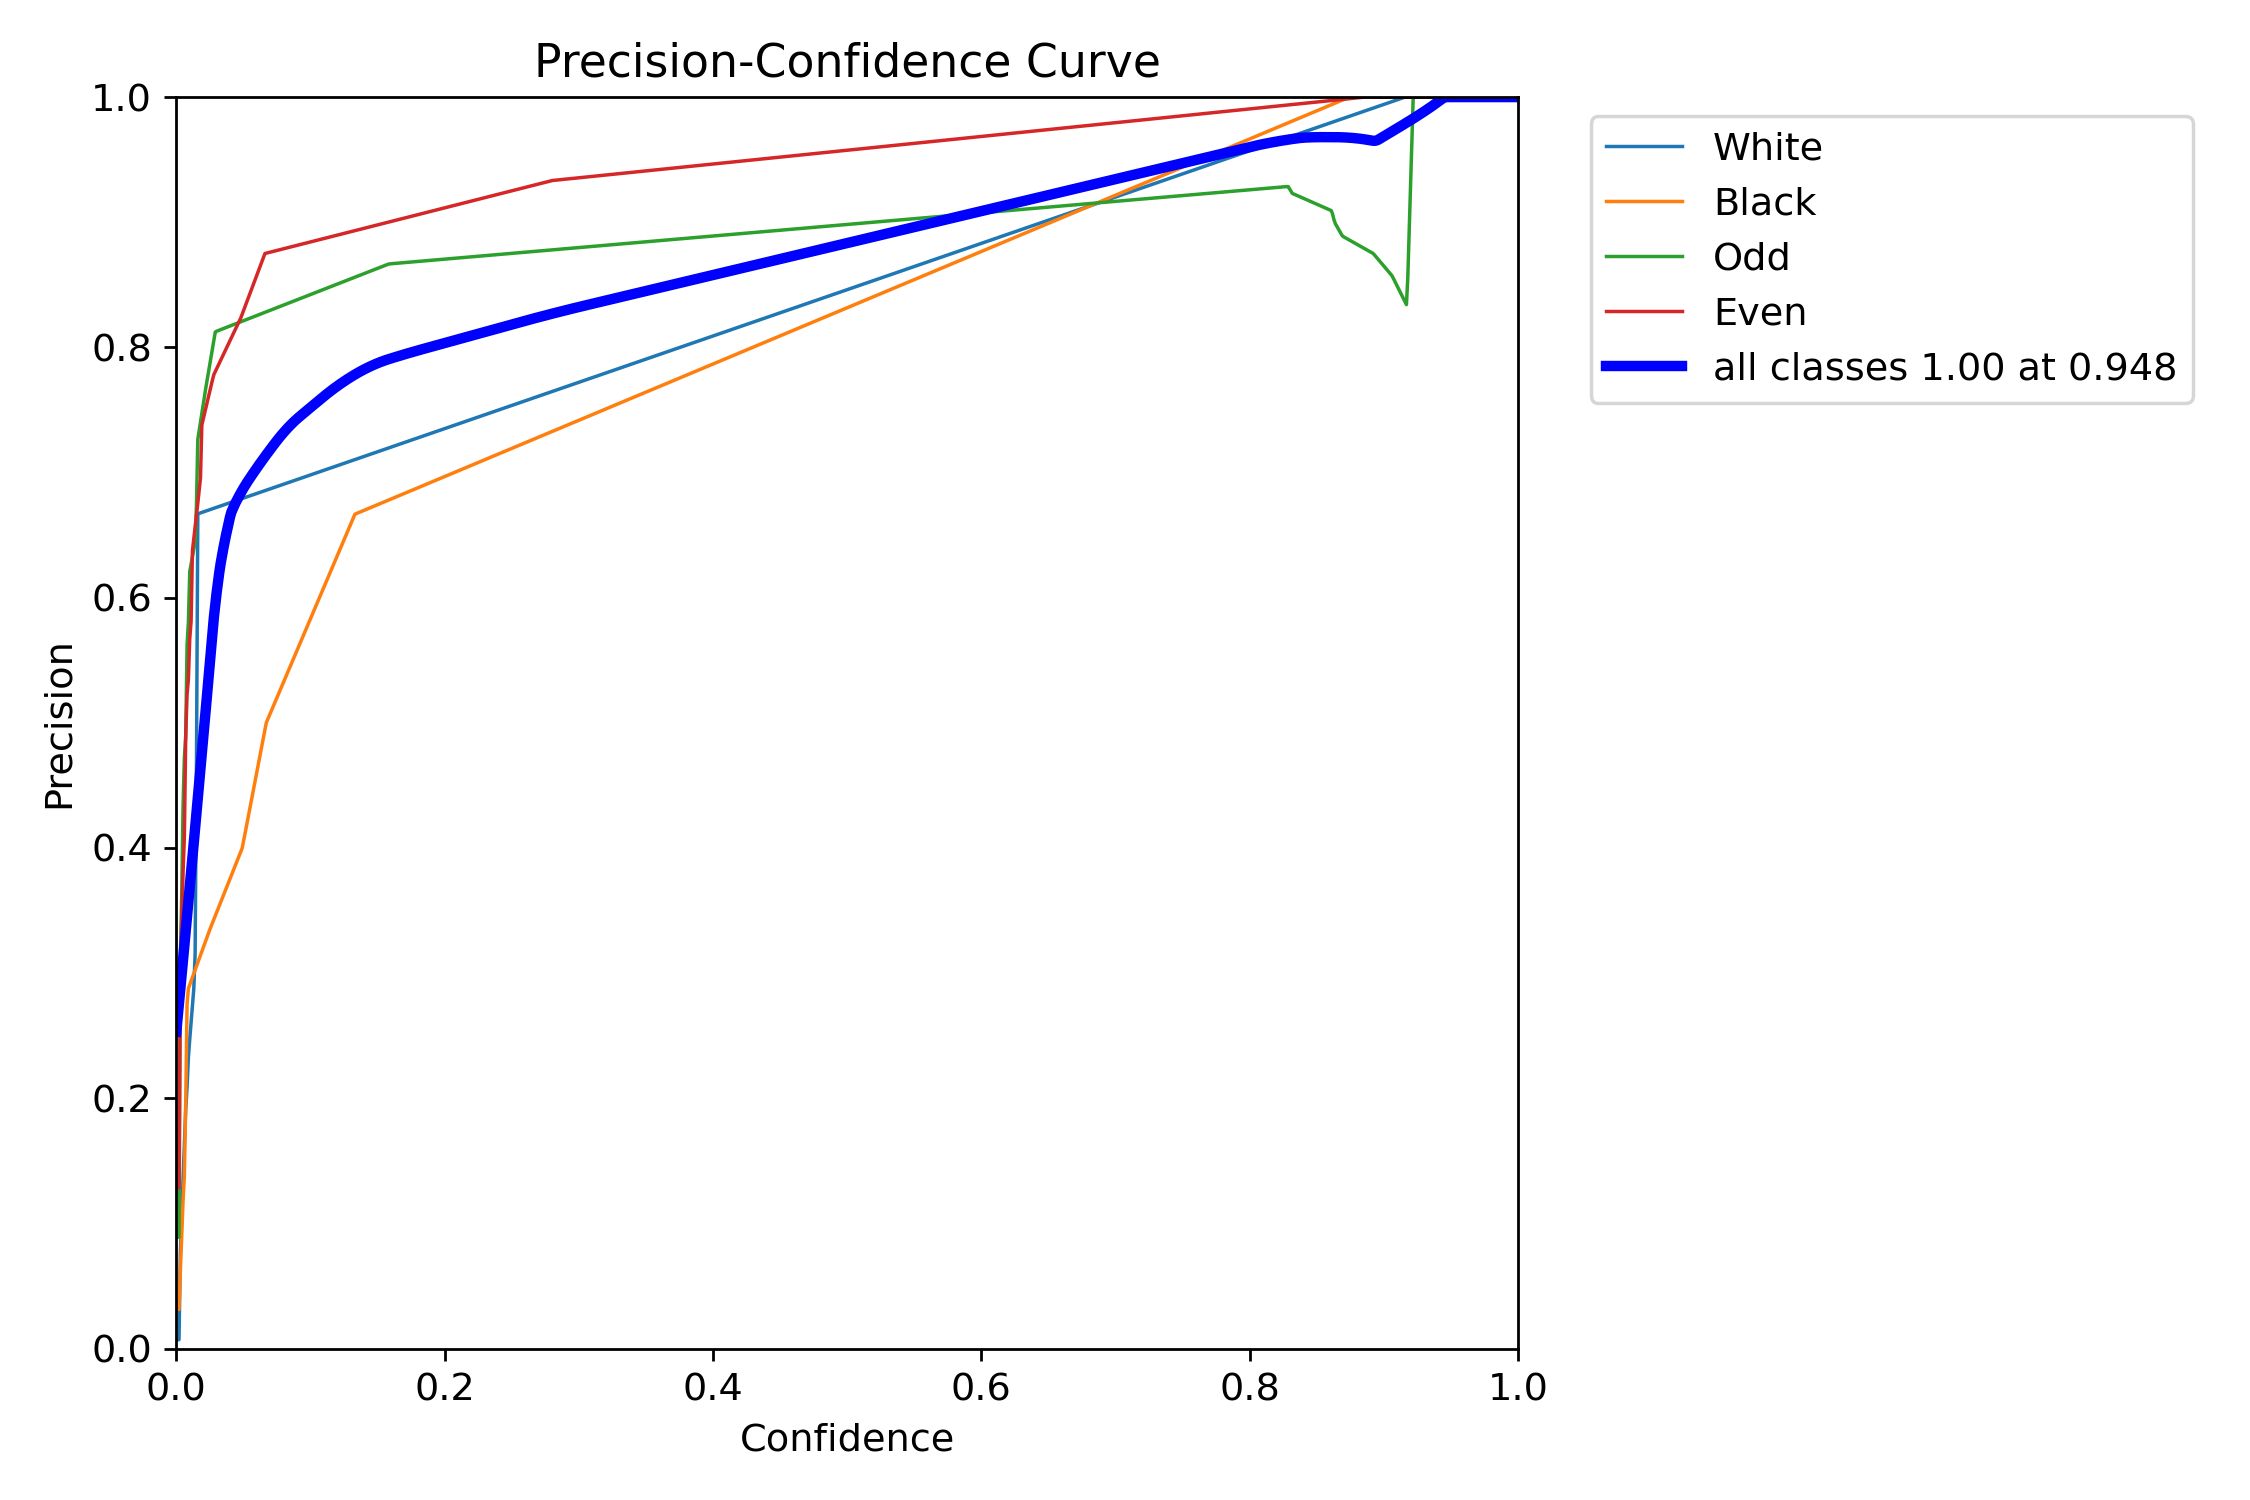 Precision-Confidence Curve
1.0
0.8
0.6
0.4
0.2
0.0
Precision
0.0 0.2 0.4 0.6 0.8 1.0
Confidence
White
Black
Odd
Even
all classes 1.00 at 0.948